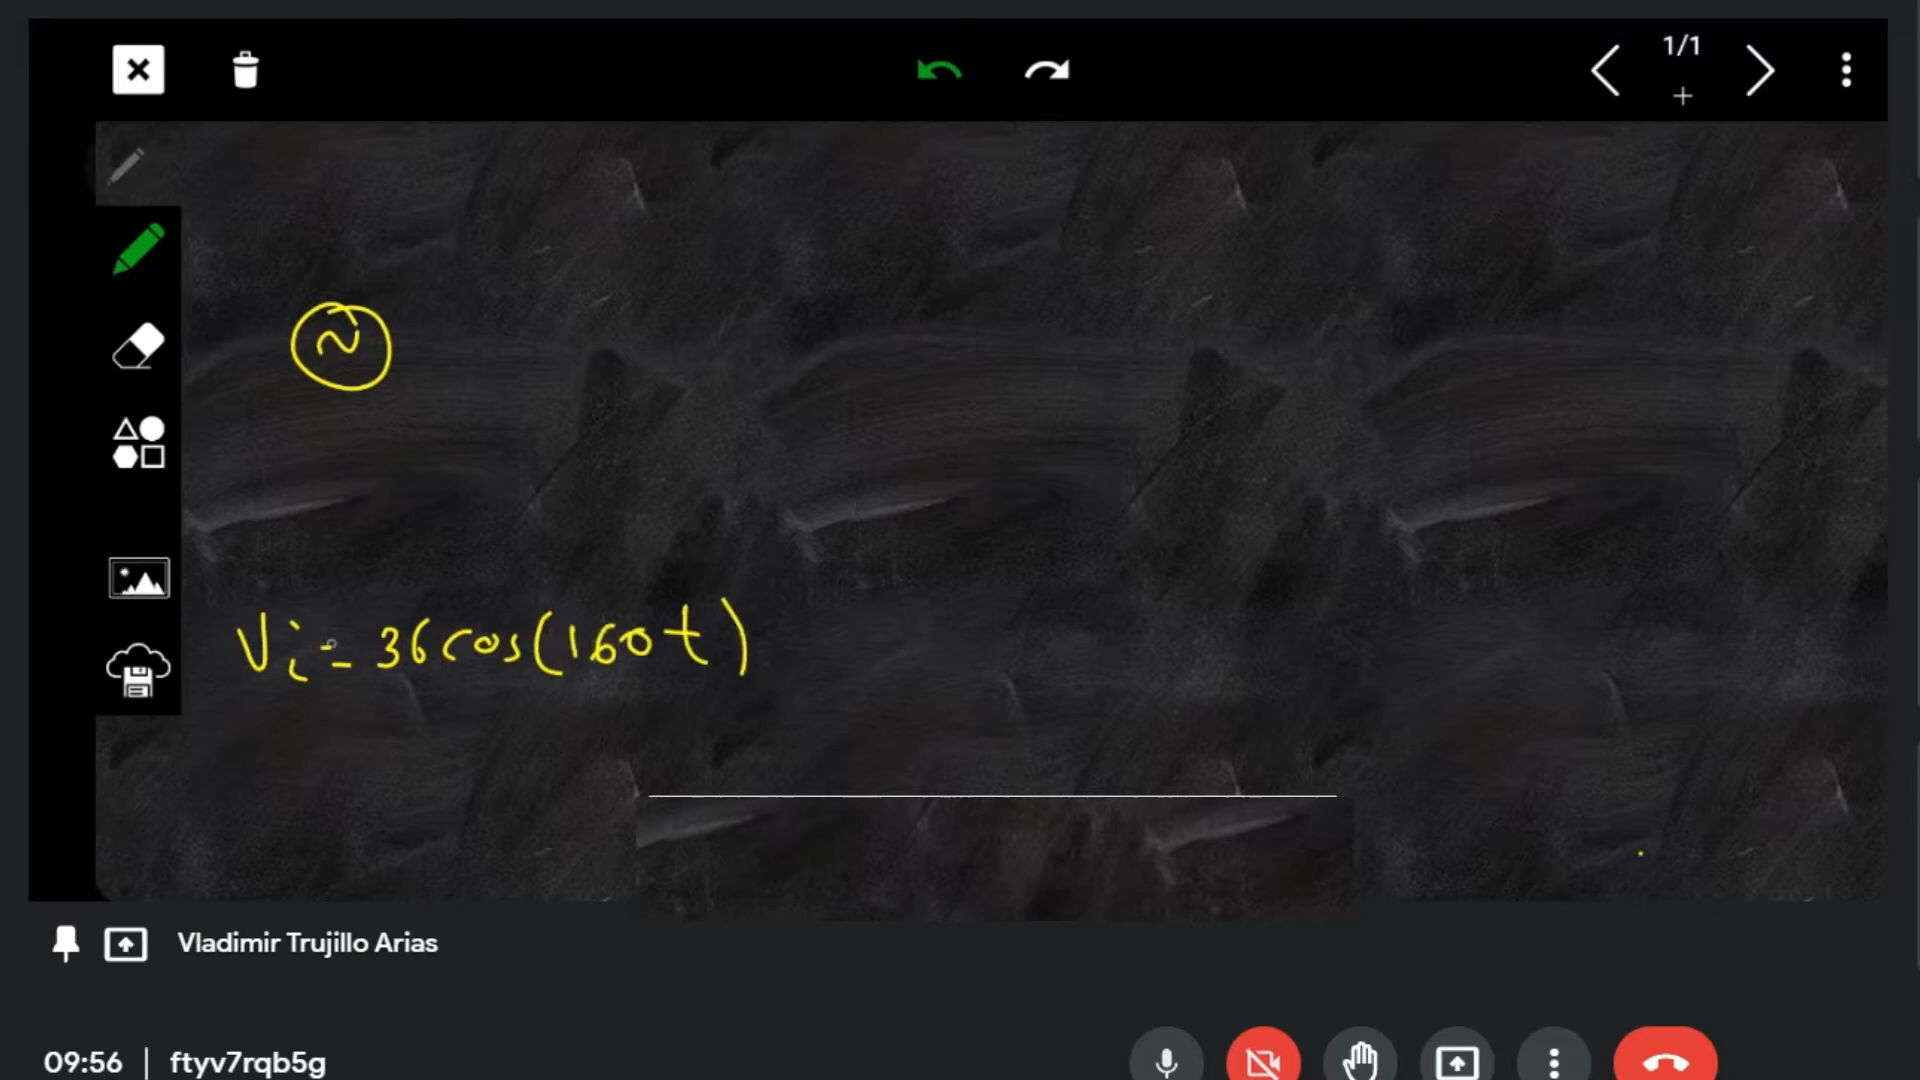 1/1
+
~
Vi = 36 cos(160t)
Vladimir Trujillo Arias
09:56 | ftyv7rqb5g